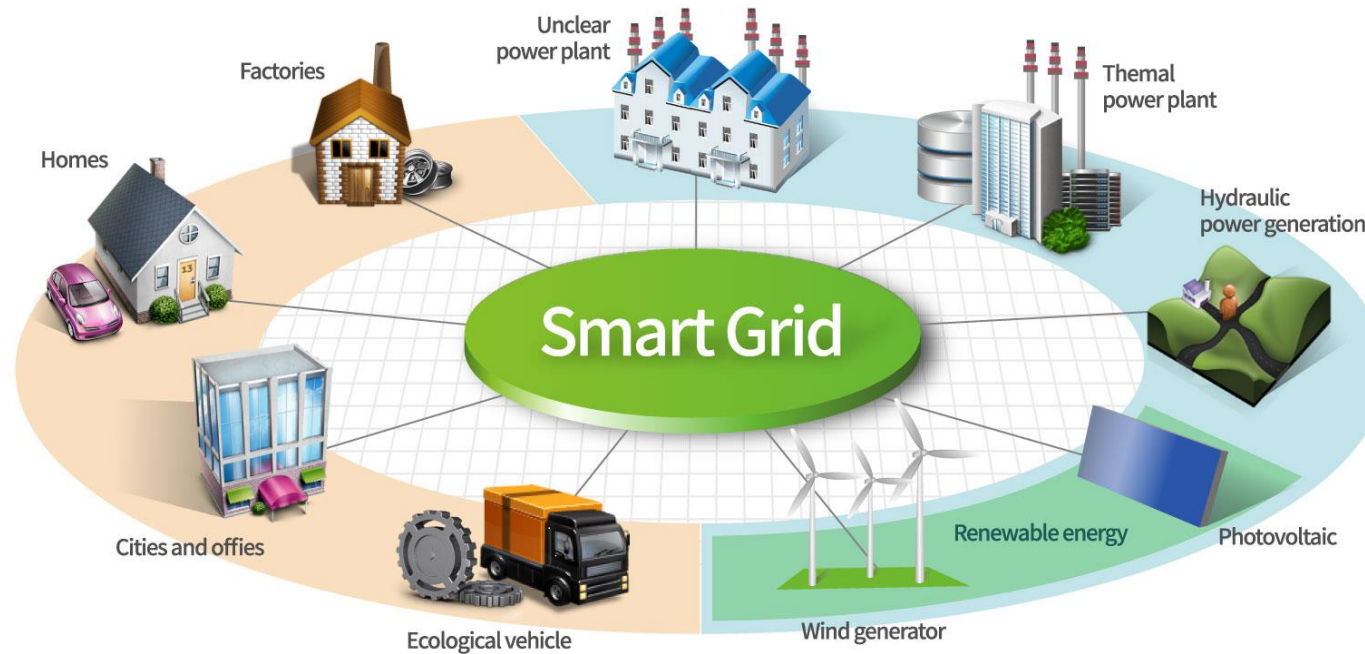 Unclear
power plant
Themal
power plant
Factories
Homes
Hydraulic
power generation
Smart Grid
Renewable energy
Photovoltaic
Cities and offies
Ecological vehicle
Wind generator
13